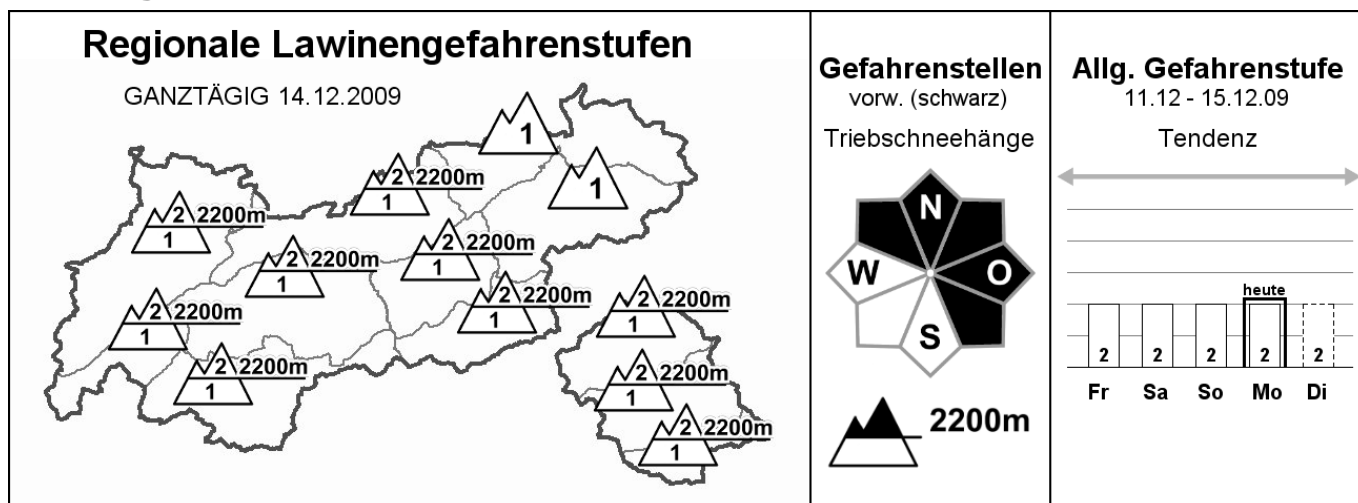 Regionale Lawinengefahrenstufen
GANZTÄGIG 14.12.2009
1
1
2 2200m
1
2 2200m
1
2 2200m
1
2 2200m
1
2 2200m
1
2 2200m
1
2 2200m
1
2 2200m
1
2 2200m
1
2 2200m
1
Gefahrenstellen
vorw. (schwarz)
Triebschneehänge
N
W O
S
2200m
Allg. Gefahrenstufe
11.12 - 15.12.09
Tendenz
heute
2 2 2 2 2
Fr Sa So Mo Di